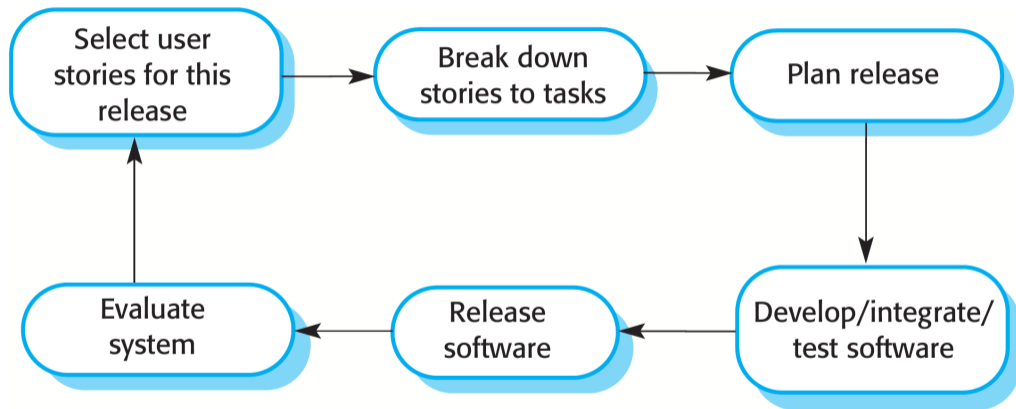 Select user
stories for this
release
Break down
stories to tasks
Plan release
Evaluate
system
Release
software
Develop/integrate/
test software